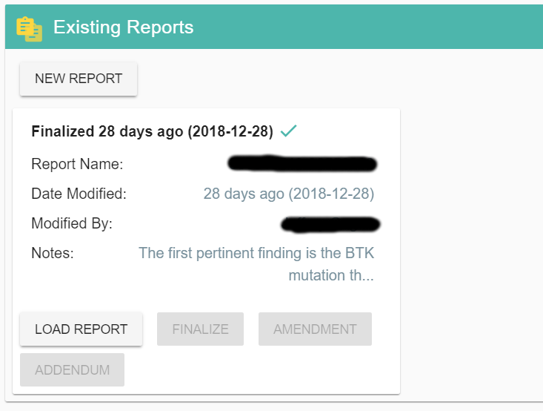 Existing Reports
NEW REPORT
Finalized 28 days ago (2018-12-28)
Report Name:
Date Modified: 28 days ago (2018-12-28)
Modified By:
Notes: The first pertinent finding is the BTK
mutation th...
LOAD REPORT FINALIZE AMENDMENT
ADDENDUM